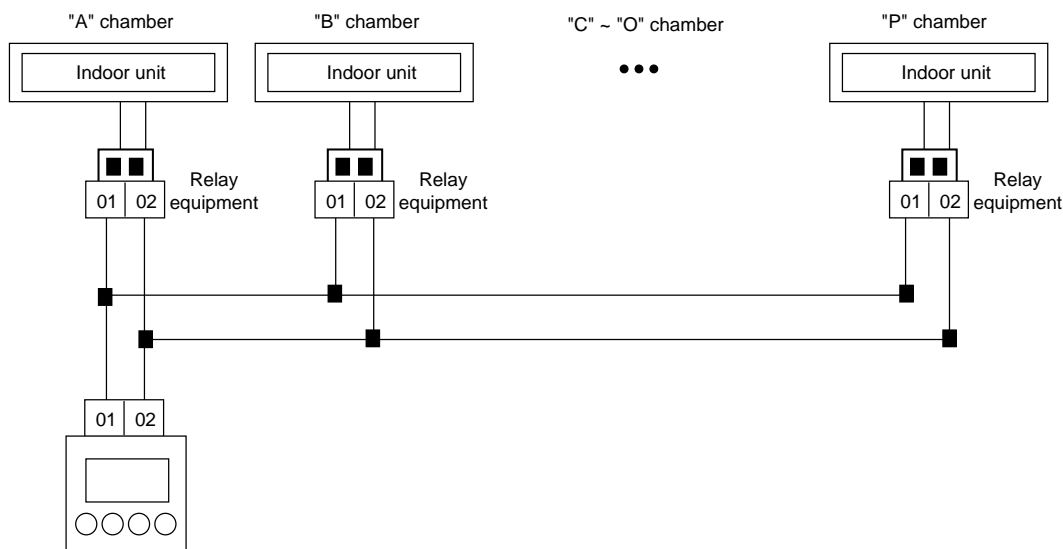 "A" chamber
"B" chamber
"C" ~ "O" chamber
"P" chamber
Indoor unit
Indoor unit
Indoor unit
Relay
equipment
01 02
Relay
equipment
01 02
Relay
equipment
01 02
01 02